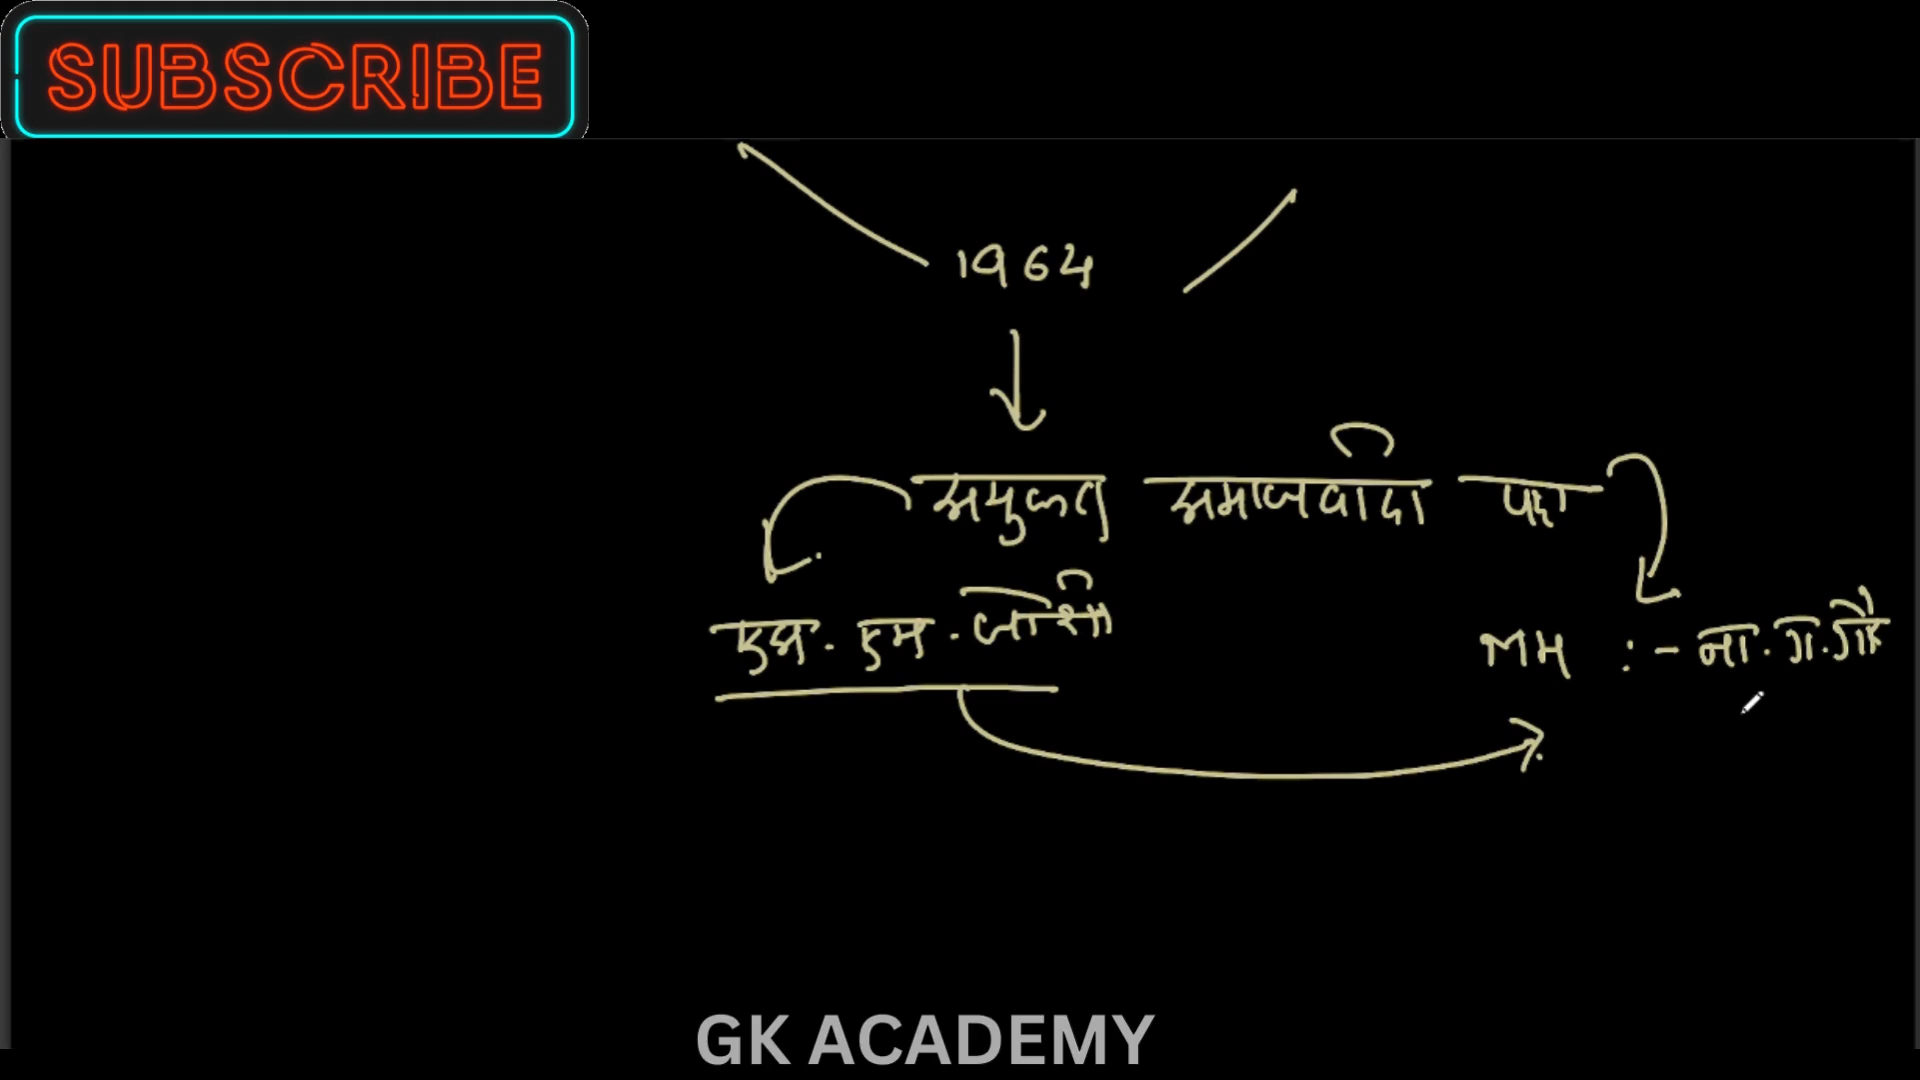 SUBSCRIBE
1964
संयुक्त समाजवादी पक्ष
एस. एम. जोशी
MH :- ना. ग. गोरे
GK ACADEMY